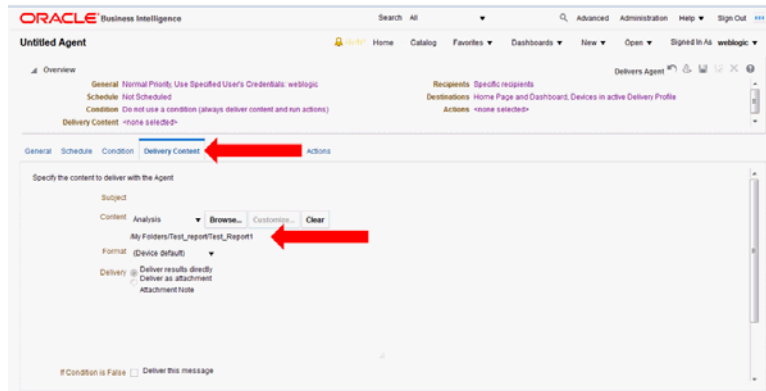 ORACLE Business Intelligence Search All Advanced Administration Help Sign Out
Untitled Agent Home Catalog Favorites Dashboards New Open Signed In As weblogic
Overview Delivers Agent
General Normal Priority, Use Specified User's Credentials: weblogic Recipients Specific recipients
Schedule Not Scheduled Destinations Home Page and Dashboard, Devices in active Delivery Profile
Condition Do not use a condition (always deliver content and run actions) Actions <none selected>
Delivery Content <none selected>
General Schedule Condition Delivery Content Actions
Specify the content to deliver with the Agent
Subject
Content Analysis Browse... Customize... Clear
/My Folders/Test_report/Test_Report1
Format (Device default)
Delivery Deliver results directly
Deliver as attachment
Attachment Note
If Condition is False Deliver this message